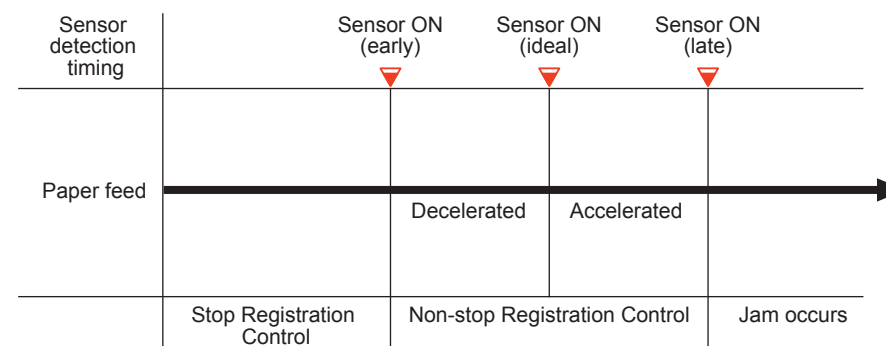 Sensor
detection
timing
Sensor ON
(early)
Sensor ON
(ideal)
Sensor ON
(late)
Paper feed
Decelerated
Accelerated
Stop Registration
Control
Non-stop Registration Control
Jam occurs